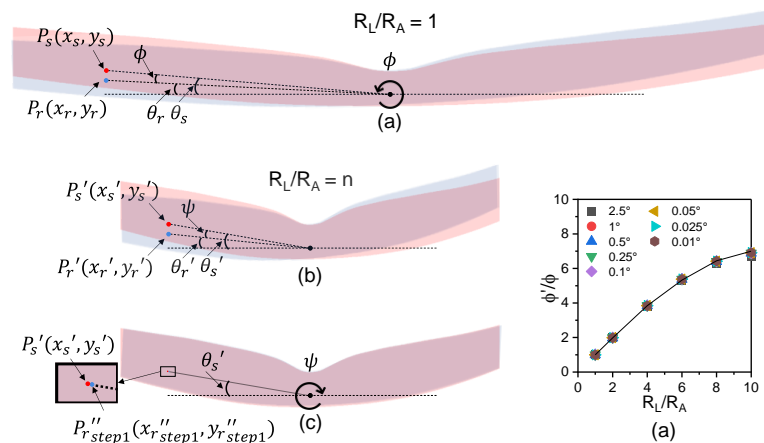 R_L/R_A = 1
P_s(x_s, y_s)
ϕ
ϕ
P_r(x_r, y_r)
θ_r θ_s
(a)
P_s'(x_s', y_s')
R_L/R_A = n
ψ
P_r'(x_r', y_r')
θ_r' θ_s'
(b)
P_s'(x_s', y_s')
θ_s'
ψ
P_r''_step1(x_r''_step1, y_r''_step1)
(c)
10
8
6
4
2
0
ϕ'/ϕ
2.5° 0.05°
1° 0.025°
0.5° 0.01°
0.25°
0.1°
0 2 4 6 8 10
R_L/R_A
(a)